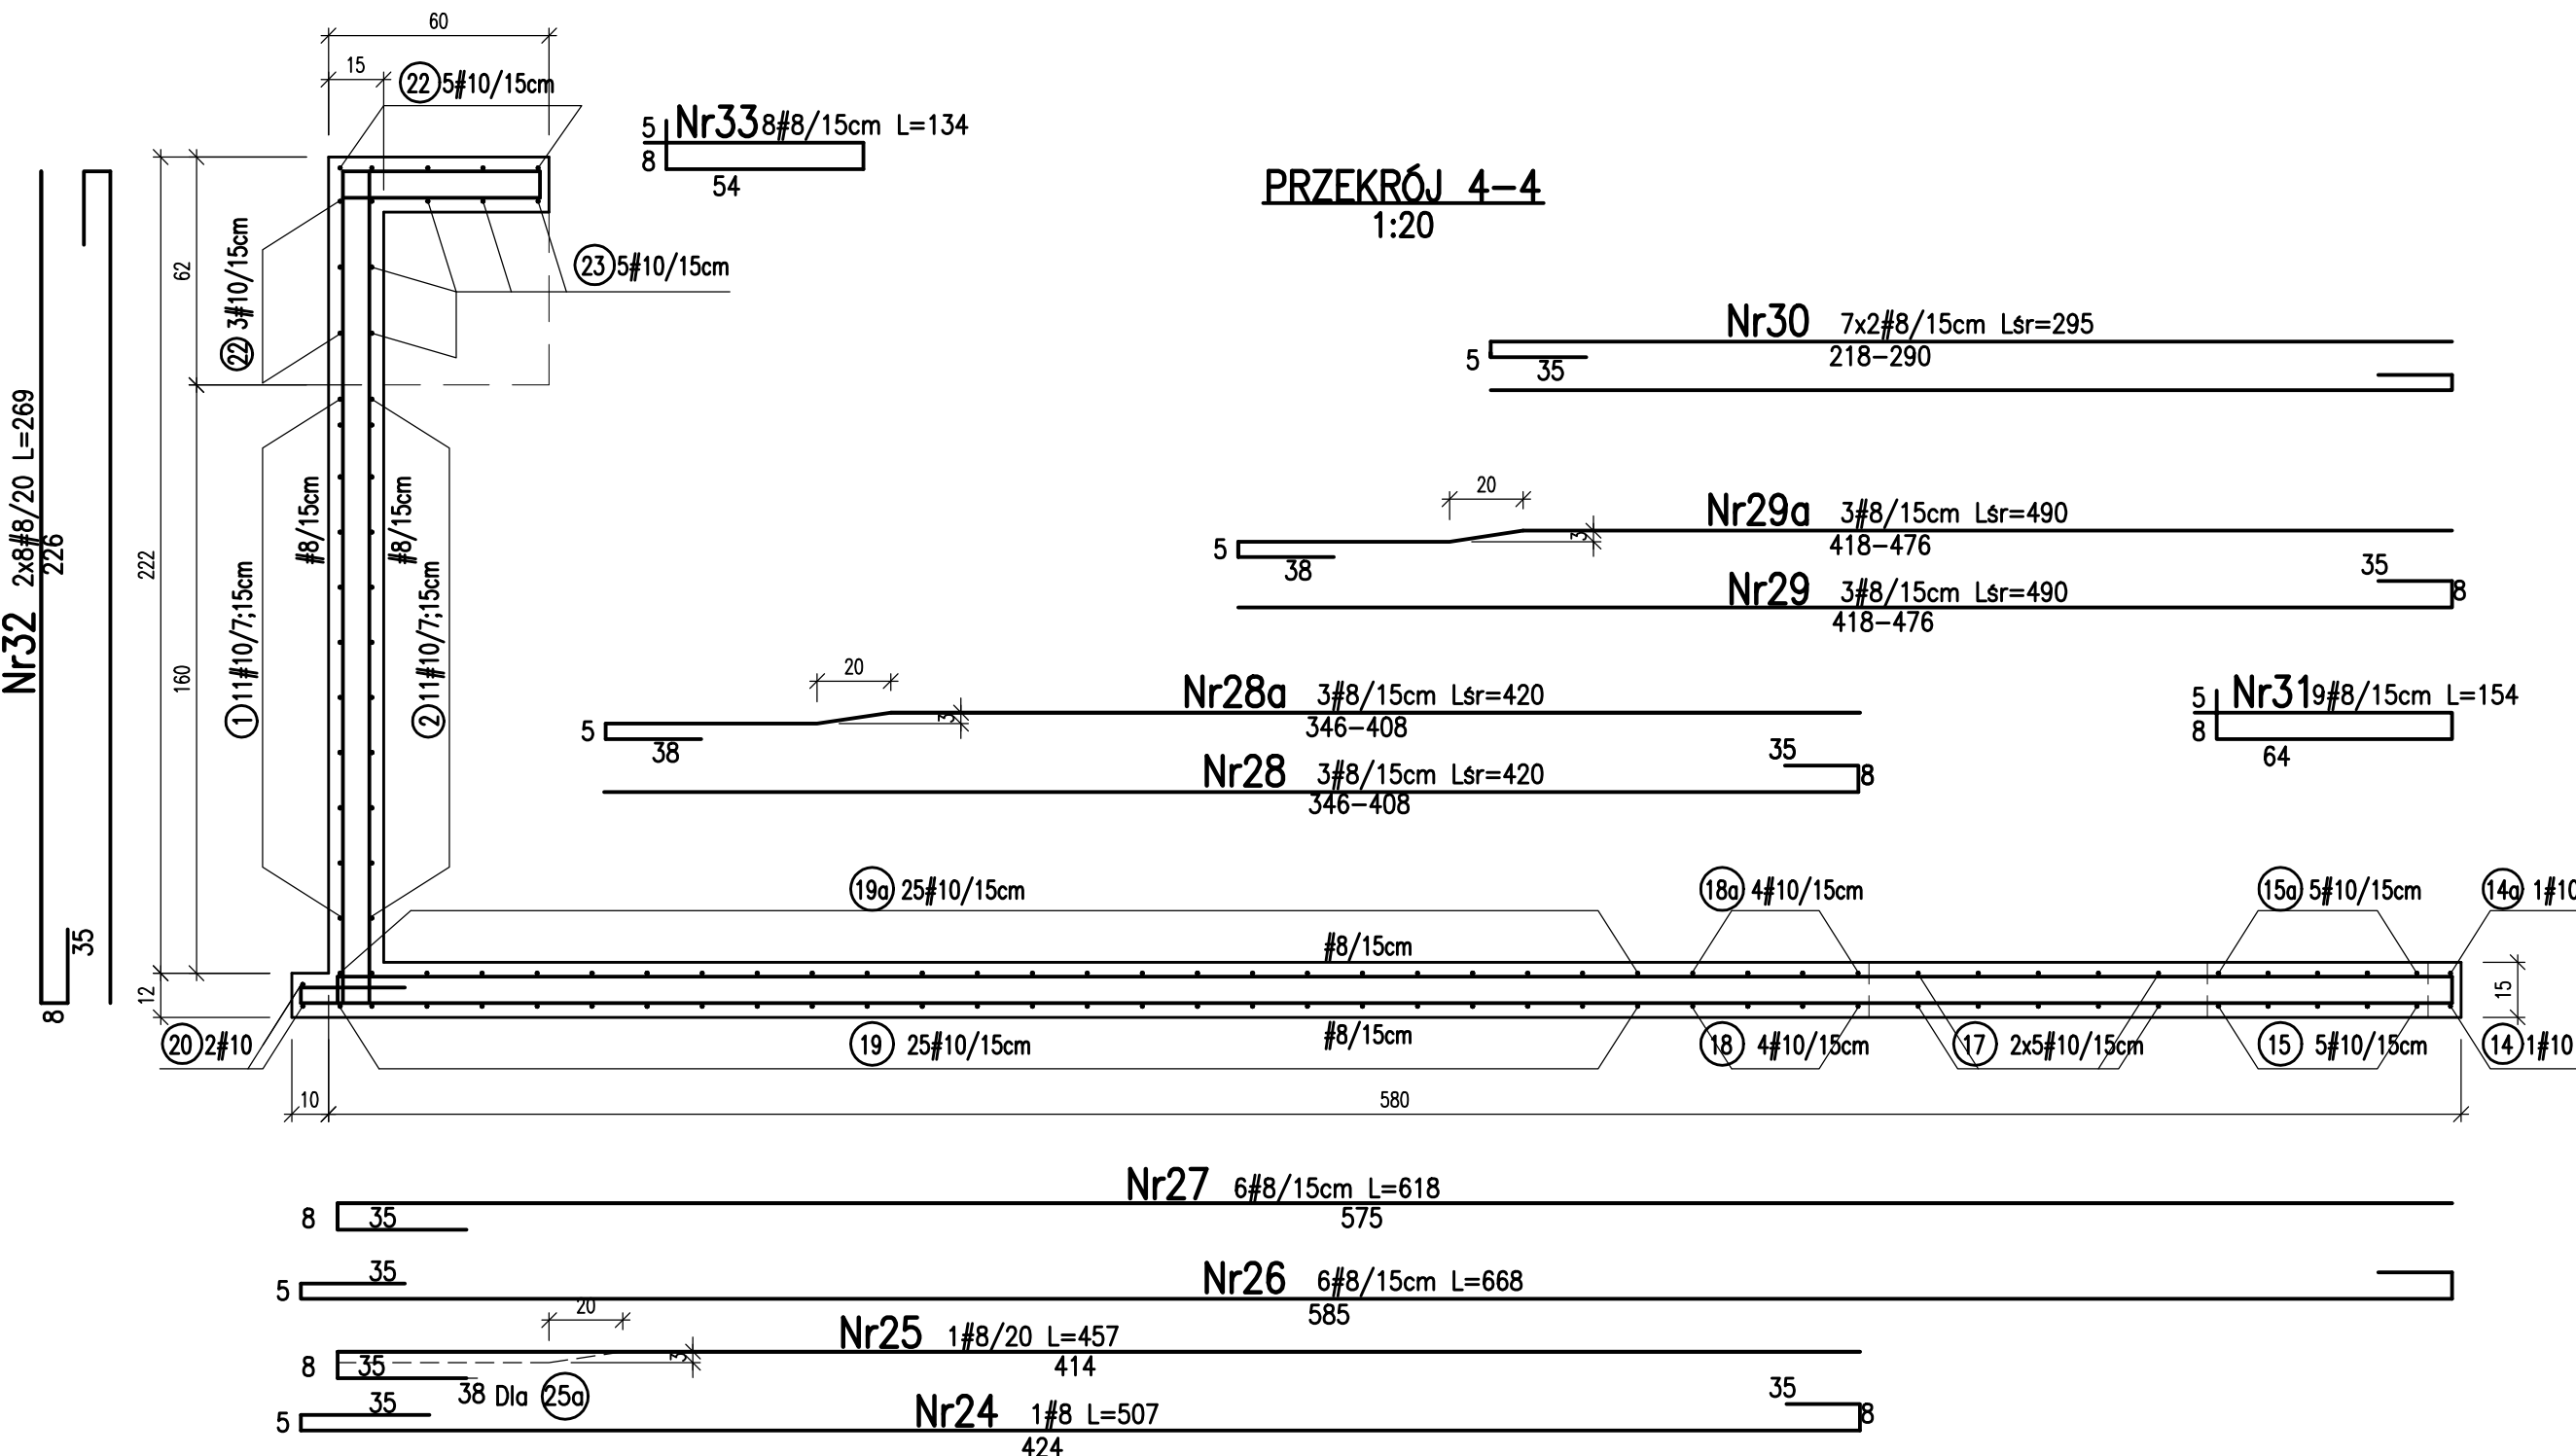 60
15
22 5#10/15cm
5 Nr33 8#8/15cm L=134
8
54
PRZEKRÓJ 4-4
1:20
62
22 3#10/15cm
23 5#10/15cm
Nr30 7x2#8/15cm Lśr=295
5 35 218-290
Nr32 2x8#8/20 L=269
226
35
8
222
160
12
#8/15cm
#8/15cm
1 11#10/7;15cm
2 11#10/7;15cm
20
Nr29a 3#8/15cm Lśr=490
3
5 38 418-476
35
Nr29 3#8/15cm Lśr=490 8
418-476
20
Nr28a 3#8/15cm Lśr=420
3
5 38 346-408
35
Nr28 3#8/15cm Lśr=420 8
346-408
5 Nr31 9#8/15cm L=154
8
64
19a 25#10/15cm
18a 4#10/15cm
15a 5#10/15cm
14a 1#10
#8/15cm
15
20 2#10
19 25#10/15cm
#8/15cm
18 4#10/15cm
17 2x5#10/15cm
15 5#10/15cm
14 1#10
10
580
Nr27 6#8/15cm L=618
8 35 575
35 Nr26 6#8/15cm L=668
5 585
20
Nr25 1#8/20 L=457
3
8 35 414
38 Dla 25a
35 Nr24 1#8 L=507 35
5 8
424